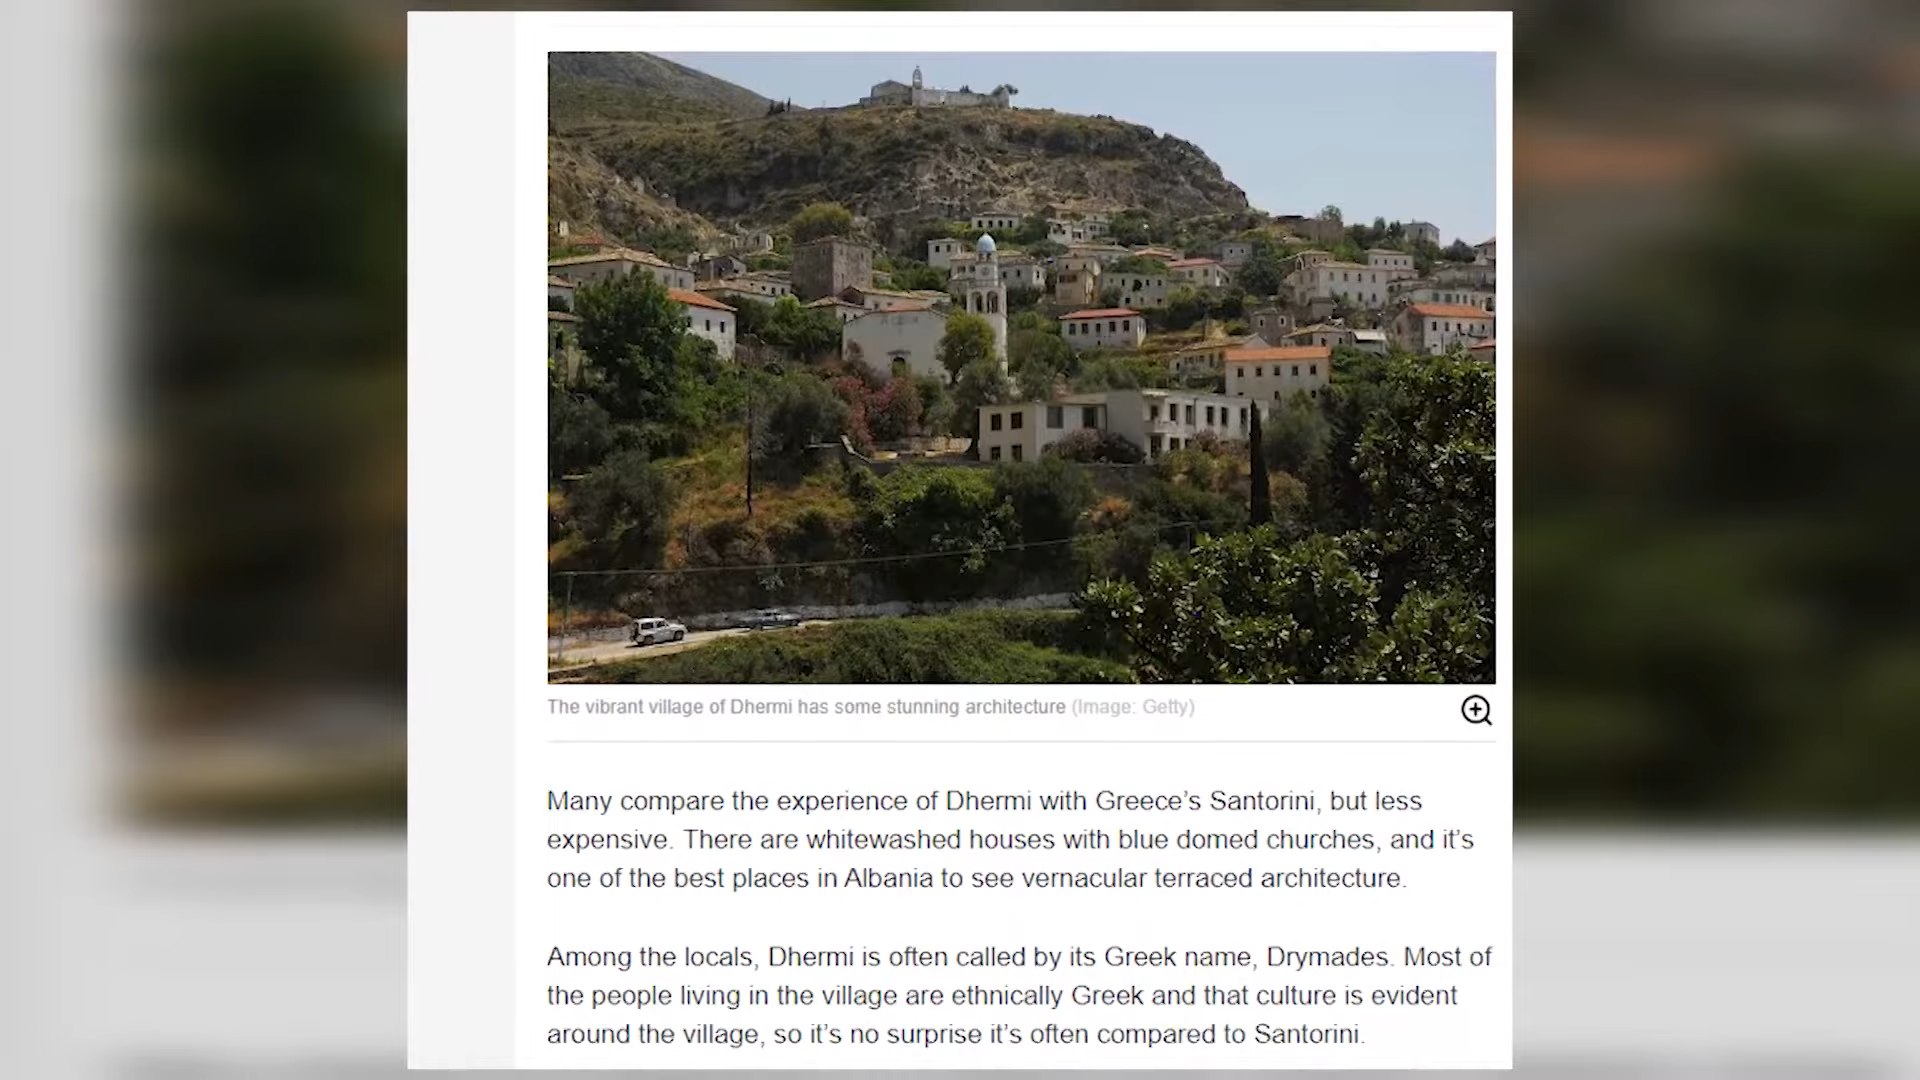 The vibrant village of Dhermi has some stunning architecture (Image: Getty)
Many compare the experience of Dhermi with Greece’s Santorini, but less
expensive. There are whitewashed houses with blue domed churches, and it’s
one of the best places in Albania to see vernacular terraced architecture.
Among the locals, Dhermi is often called by its Greek name, Drymades. Most of
the people living in the village are ethnically Greek and that culture is evident
around the village, so it’s no surprise it’s often compared to Santorini.